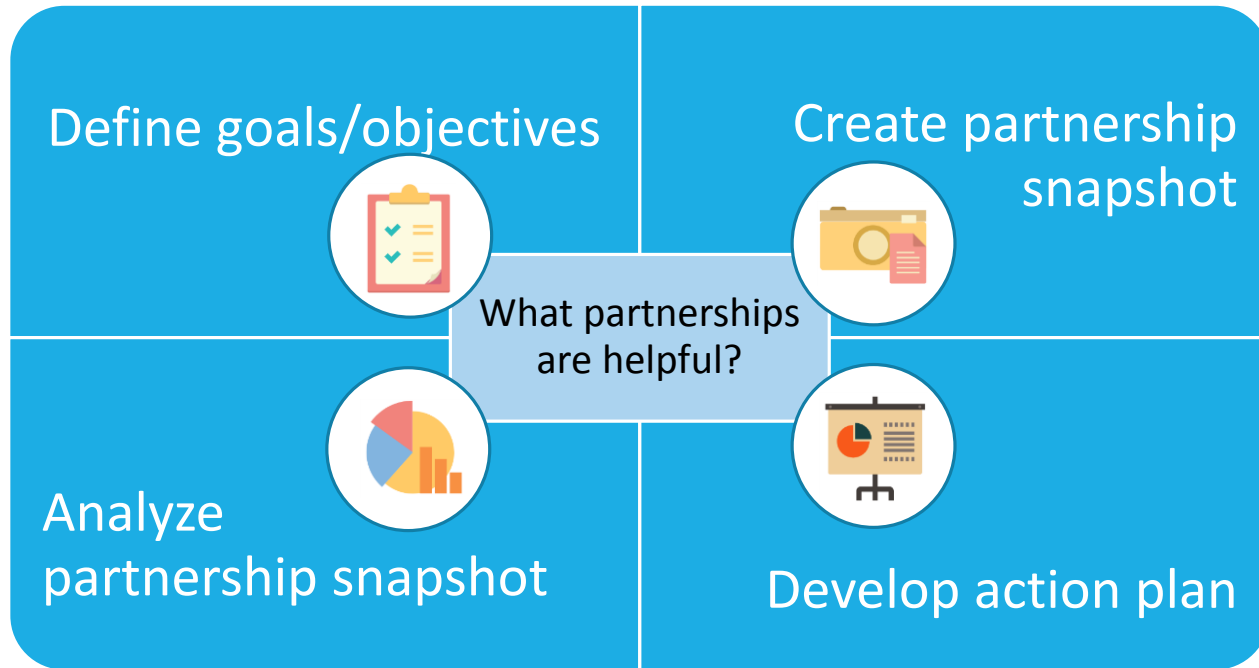 Define goals/objectives
Create partnership
snapshot
What partnerships
are helpful?
Analyze
partnership snapshot
Develop action plan